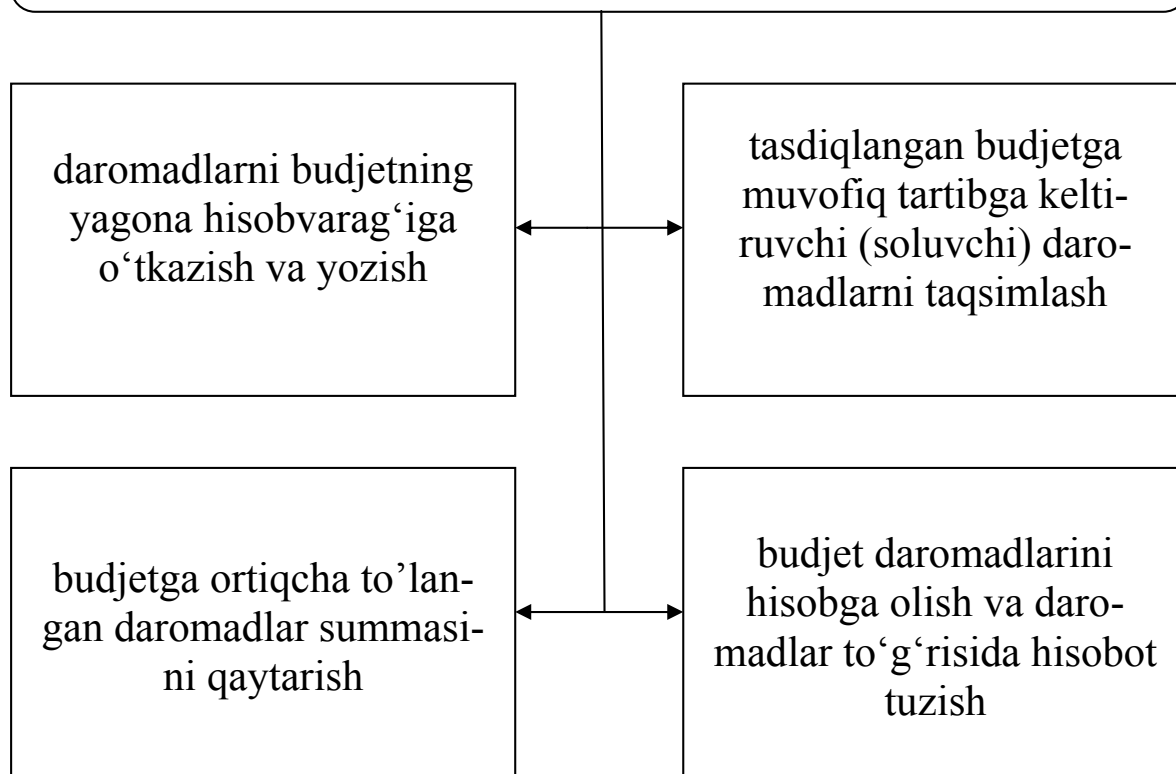 daromadlarni budjetning
yagona hisobvarag‘iga
o‘tkazish va yozish
tasdiqlangan budjetga
muvofiq tartibga kelti-
ruvchi (soluvchi) daro-
madlarni taqsimlash
budjetga ortiqcha to’lan-
gan daromadlar summasi-
ni qaytarish
budjet daromadlarini
hisobga olish va daro-
madlar to‘g‘risida hisobot
tuzish